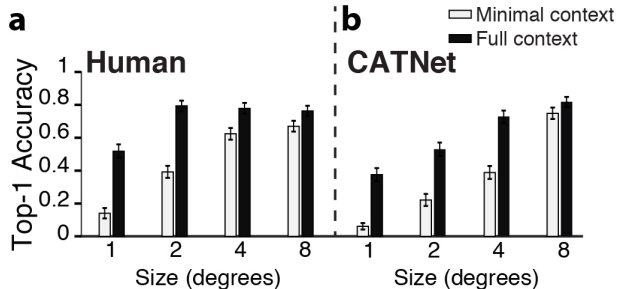 a
b
Minimal context
Full context
Human
CATNet
Top-1 Accuracy
1
0.8
0.6
0.4
0.2
0
1 2 4 8
Size (degrees)
1 2 4 8
Size (degrees)